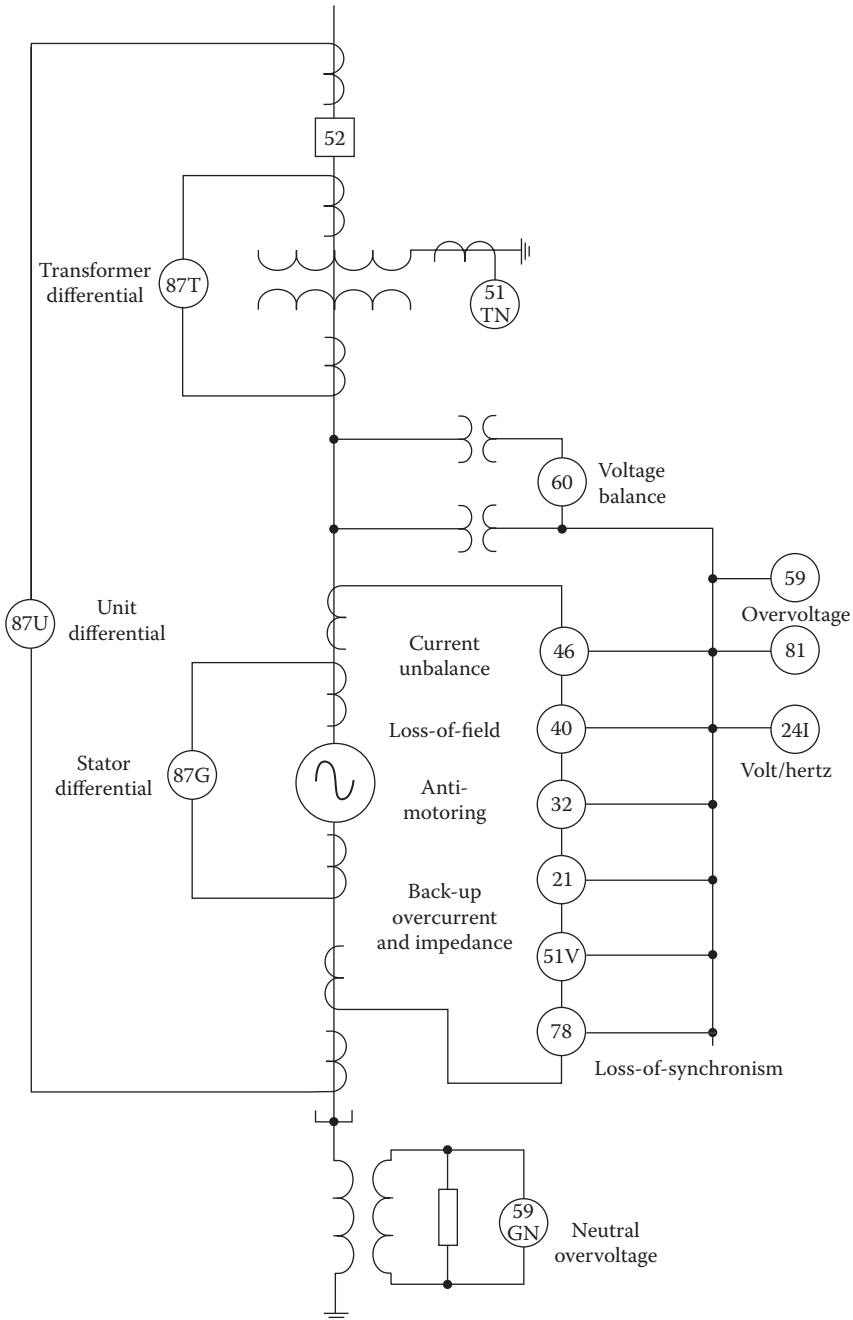 52
Transformer
differential
87T
51
TN
60
Voltage
balance
59
Overvoltage
87U
Unit
differential
Current
unbalance
46
81
Loss-of-field
40
24I
Volt/hertz
Stator
differential
87G
Anti-
motoring
32
21
Back-up
overcurrent
and impedance
51V
78
Loss-of-synchronism
59
GN
Neutral
overvoltage